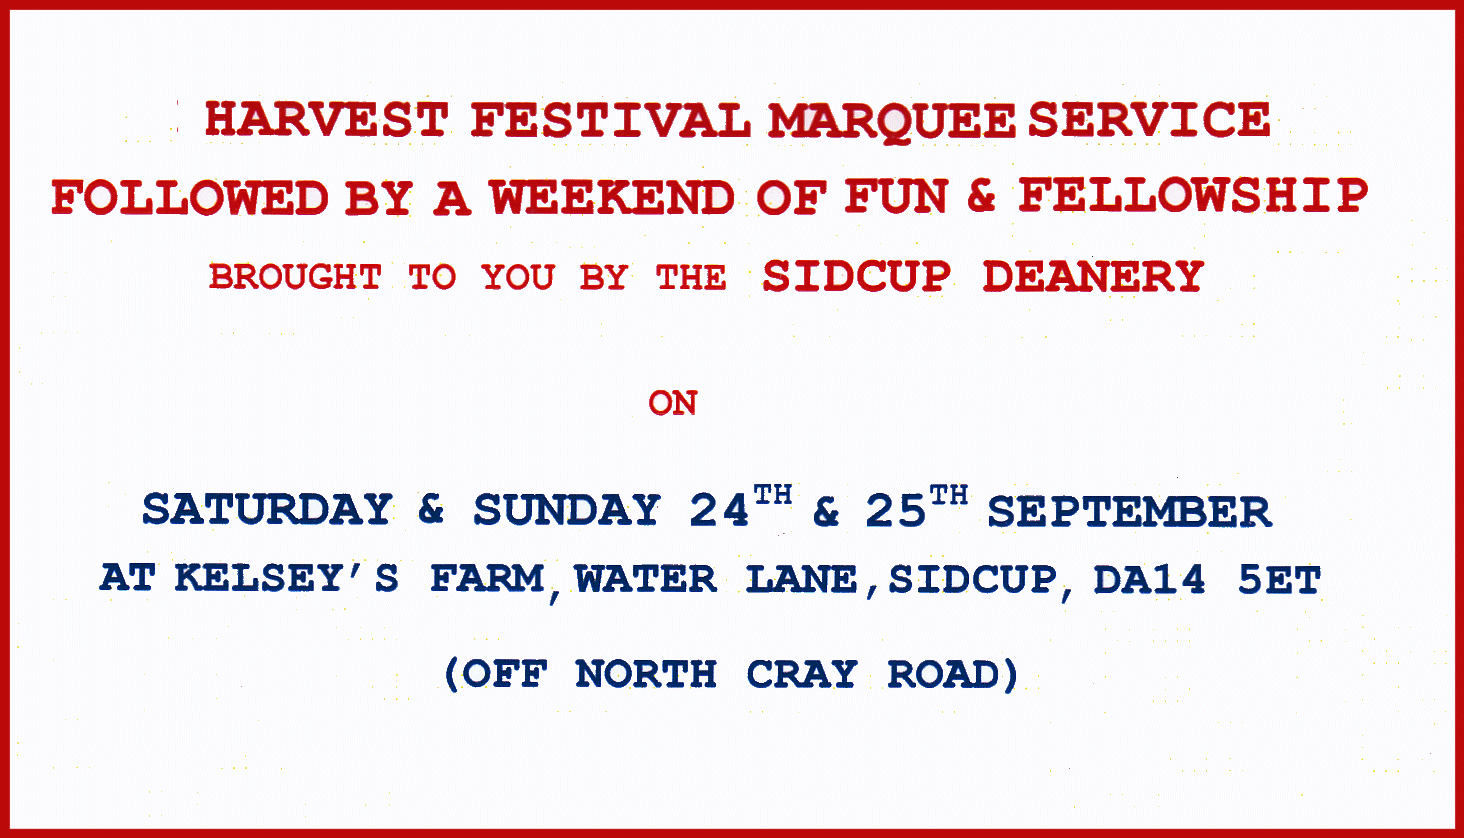 HARVEST FESTIVAL MARQUEE SERVICE
FOLLOWED BY A WEEKEND OF FUN & FELLOWSHIP
BROUGHT TO YOU BY THE SIDCUP DEANERY
ON
SATURDAY & SUNDAY 24TH & 25TH SEPTEMBER
AT KELSEY'S FARM, WATER LANE, SIDCUP, DA14 5ET
(OFF NORTH CRAY ROAD)